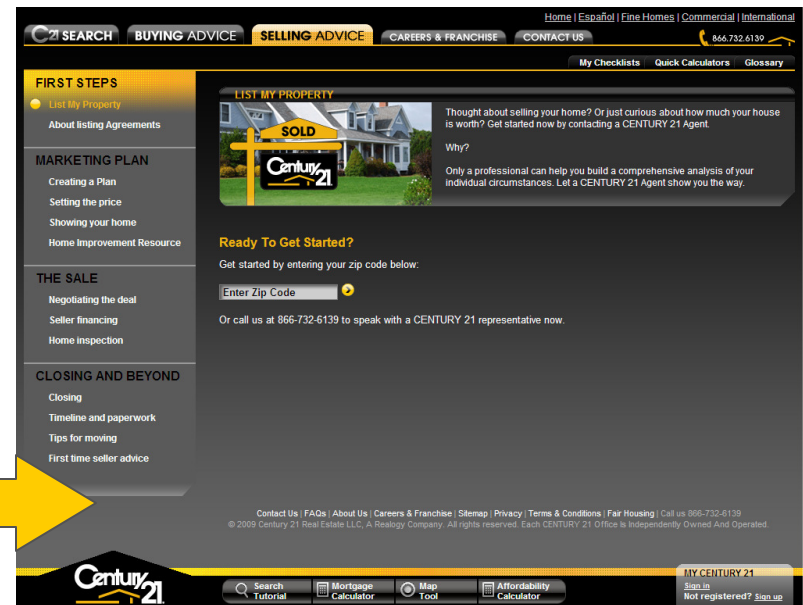 Home | Español | Fine Homes | Commercial | International
C21 SEARCH BUYING ADVICE SELLING ADVICE CAREERS & FRANCHISE CONTACT US 866.732.6139
My Checklists Quick Calculators Glossary
FIRST STEPS
List My Property
About listing Agreements
MARKETING PLAN
Creating a Plan
Setting the price
Showing your home
Home Improvement Resource
THE SALE
Negotiating the deal
Seller financing
Home inspection
CLOSING AND BEYOND
Closing
Timeline and paperwork
Tips for moving
First time seller advice
LIST MY PROPERTY
SOLD
Century 21
Thought about selling your home? Or just curious about how much your house
is worth? Get started now by contacting a CENTURY 21 Agent.
Why?
Only a professional can help you build a comprehensive analysis of your
individual circumstances. Let a CENTURY 21 Agent show you the way.
Ready To Get Started?
Get started by entering your zip code below:
Enter Zip Code
Or call us at 866-732-6139 to speak with a CENTURY 21 representative now.
Contact Us | FAQs | About Us | Careers & Franchise | Sitemap | Privacy | Terms & Conditions | Fair Housing | Call us 866-732-6139
© 2009 Century 21 Real Estate LLC, A Realogy Company. All rights reserved. Each CENTURY 21 Office Is Independently Owned And Operated.
Century 21
Search
Tutorial
Mortgage
Calculator
Map
Tool
Affordability
Calculator
MY CENTURY 21
Sign in
Not registered? Sign up